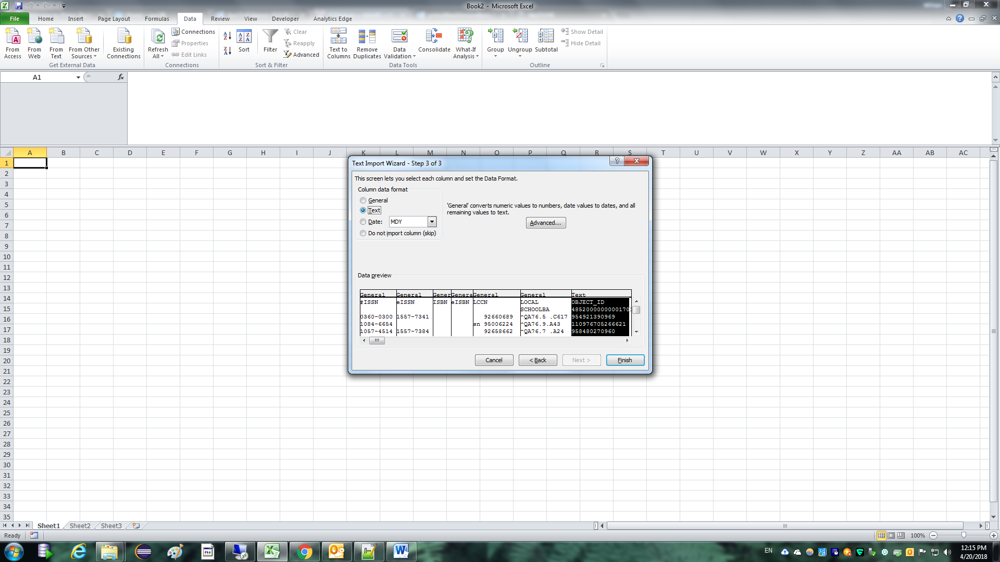 Book2 - Microsoft Excel
File Home Insert Page Layout Formulas Data Review View Developer Analytics Edge
From Access
From Web
From Text
From Other Sources
Existing Connections
Get External Data
Refresh All
Connections
Properties
Edit Links
Connections
Sort
Filter
Clear
Reapply
Advanced
Sort & Filter
Text to Columns
Remove Duplicates
Data Validation
Consolidate
What-If Analysis
Data Tools
Group
Ungroup
Subtotal
Show Detail
Hide Detail
Outline
A1 fx
A B C D E F G H I J K L M N O P Q R S T U V W X Y Z AA AB AC
1
2
3
4
5
6
7
8
9
10
11
12
13
14
15
16
17
18
19
20
21
22
23
24
25
26
27
28
29
30
31
32
33
34
35
Text Import Wizard - Step 3 of 3
This screen lets you select each column and set the Data Format.
Column data format
General
Text
Date: MDY
Do not import column (skip)
'General' converts numeric values to numbers, date values to dates, and all
remaining values to text.
Advanced...
Data preview
General General GenerGeneraGeneral General Text
#ISSN eISSN ISBN eISBN LCCN LOCAL OBJECT_ID
SCHOOLBA 4852000000001701
0360-0300 1557-7341 92660689 ^QA76.5 .C617 954921390969
1084-6654 sn 95006224 ^QA76.9.A43 110976705266621
1057-4514 1557-7384 92658662 ^QA76.7 .A24 958480270960
Cancel < Back Next > Finish
Sheet1 Sheet2 Sheet3
Ready 100%
EN
12:15 PM
4/20/2018